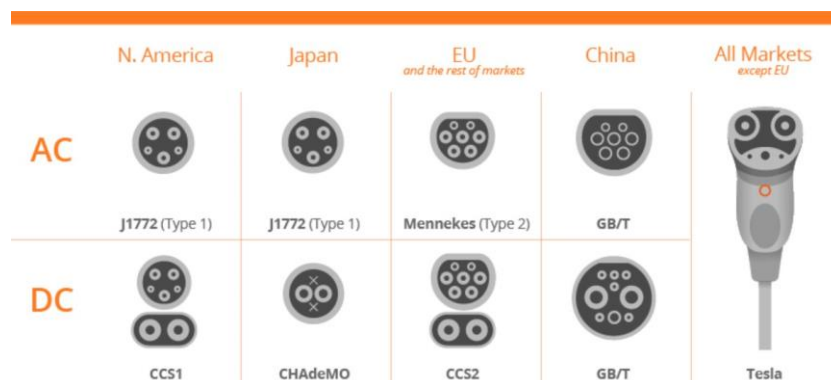 N. America
Japan
EU
and the rest of markets
China
All Markets
except EU
AC
J1772 (Type 1)
J1772 (Type 1)
Mennekes (Type 2)
GB/T
DC
CCS1
CHAdeMO
CCS2
GB/T
Tesla